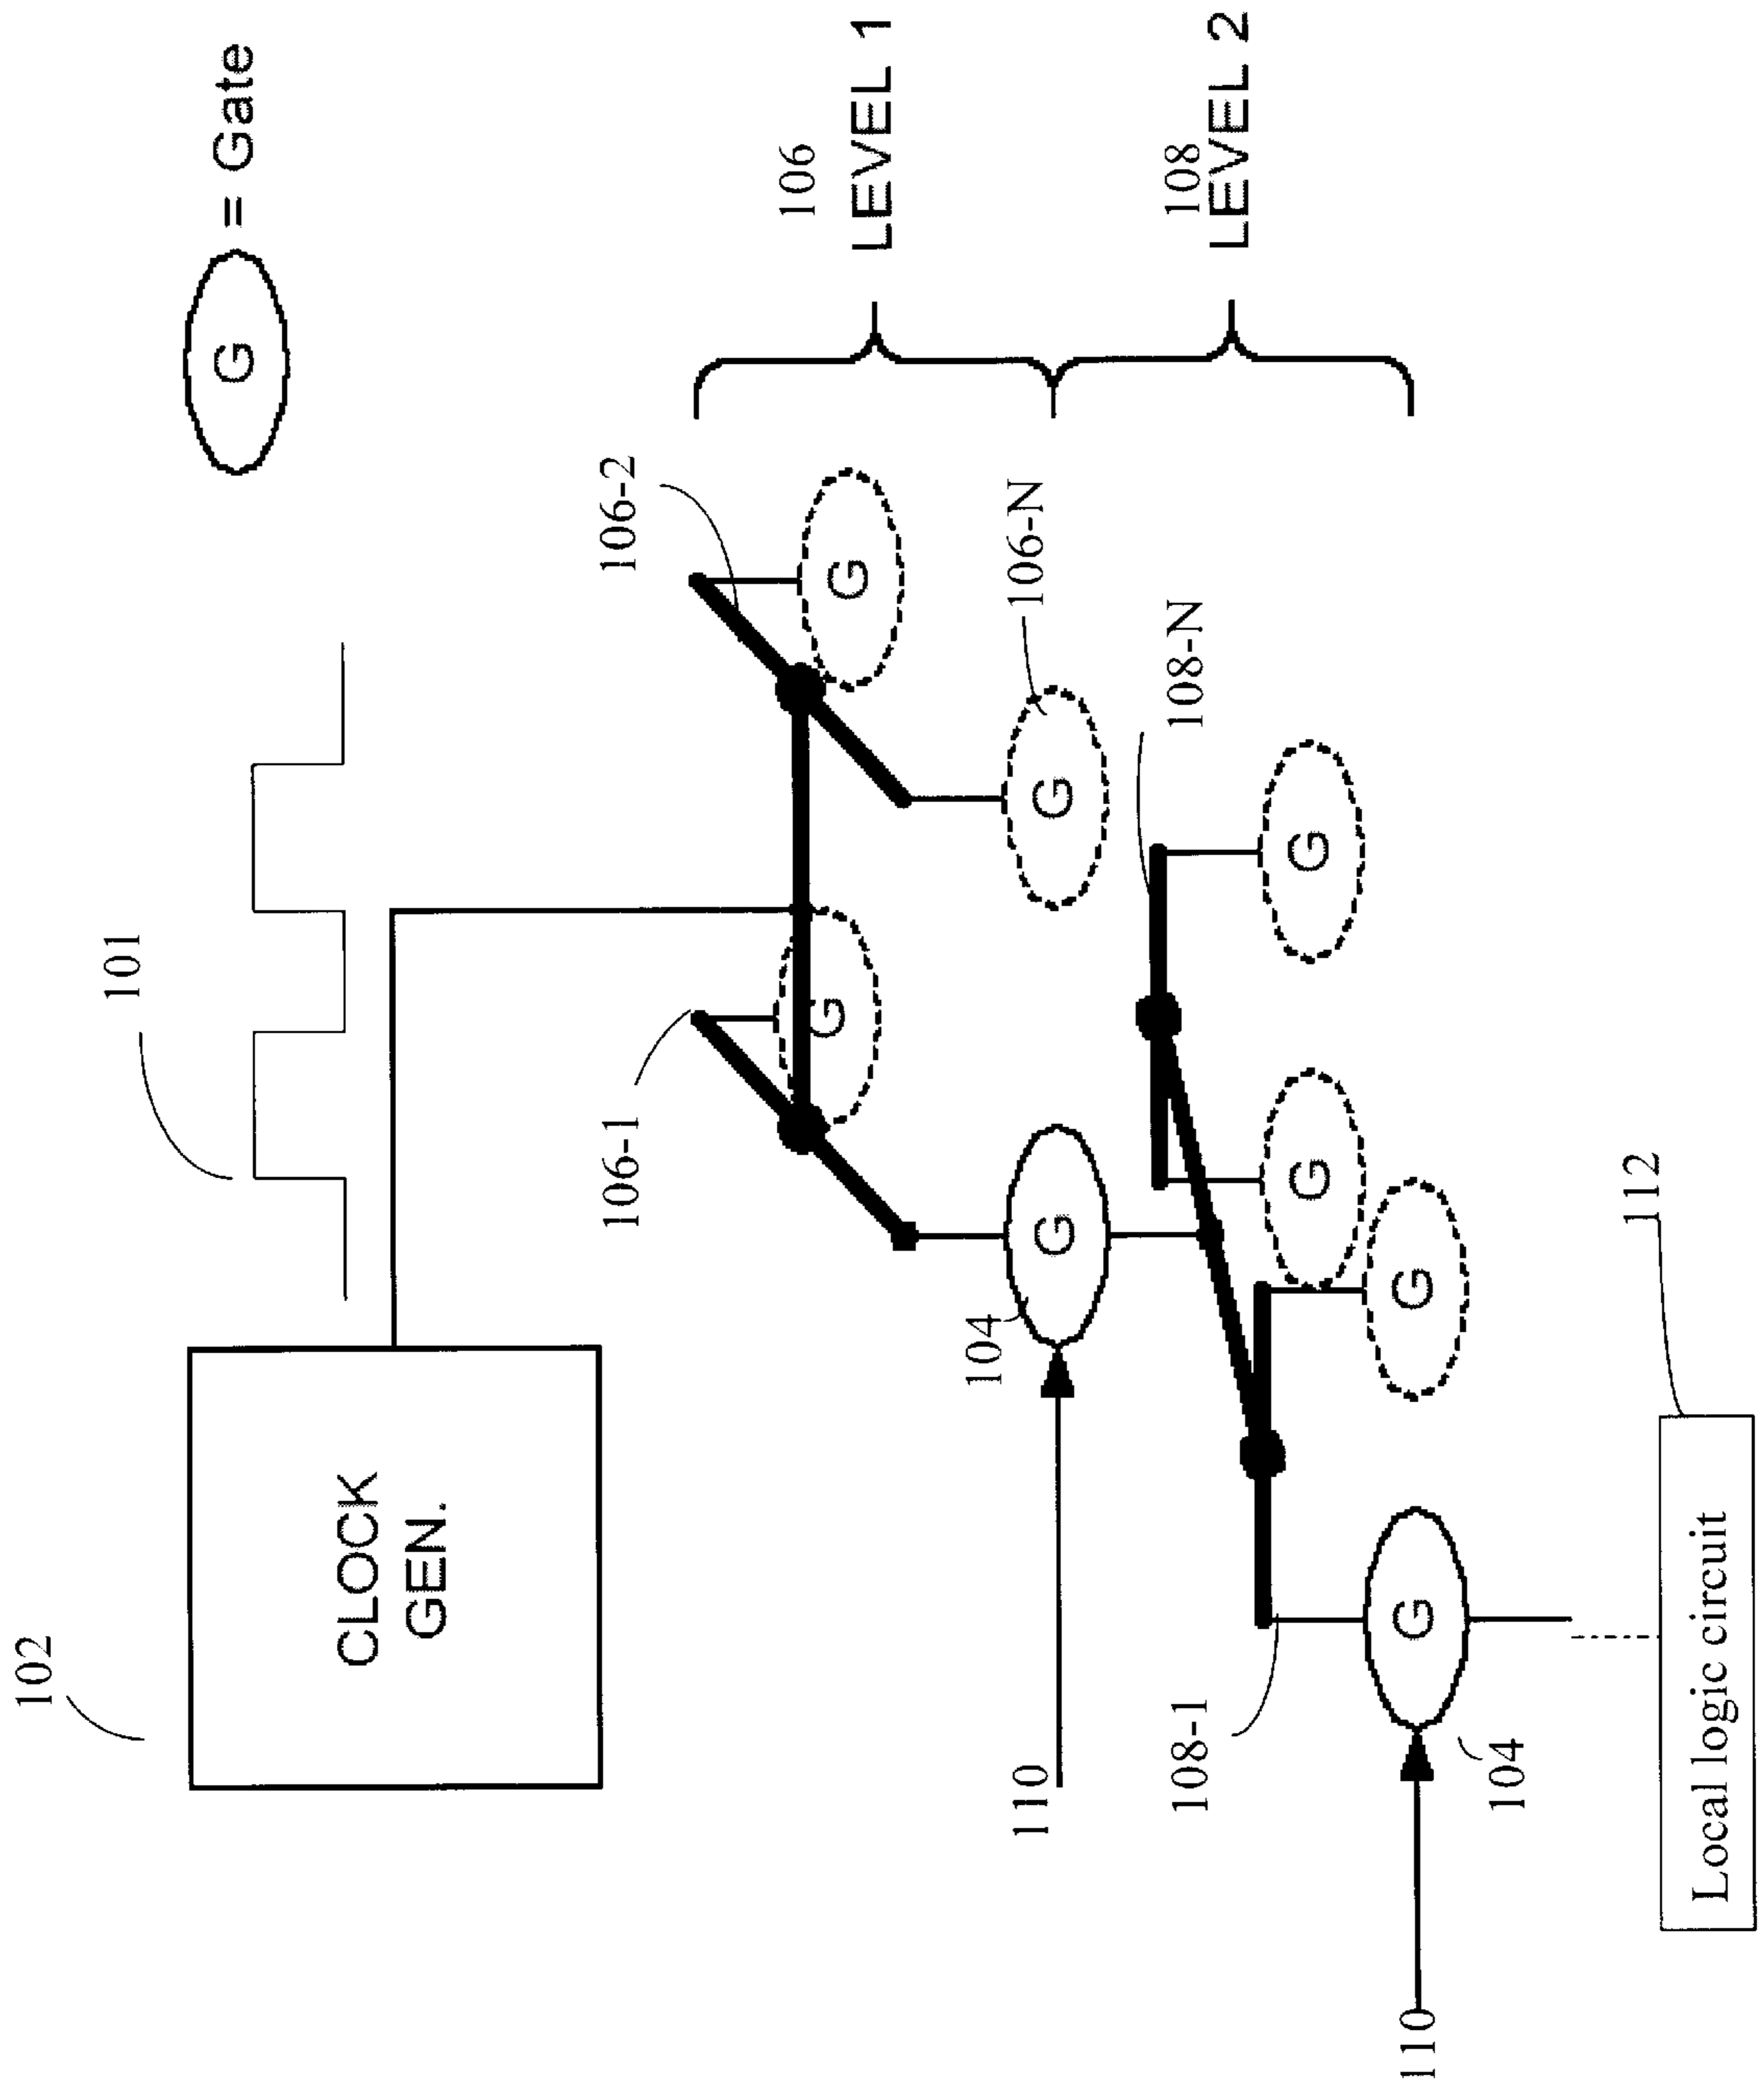 102
CLOCK
GEN.
101
G = Gate
106-1
G
106-2
G
106
LEVEL 1
104
G
110
G
106-N
108-N
108
LEVEL 2
108-1
G
G
G
G
110
104
112
Local logic circuit